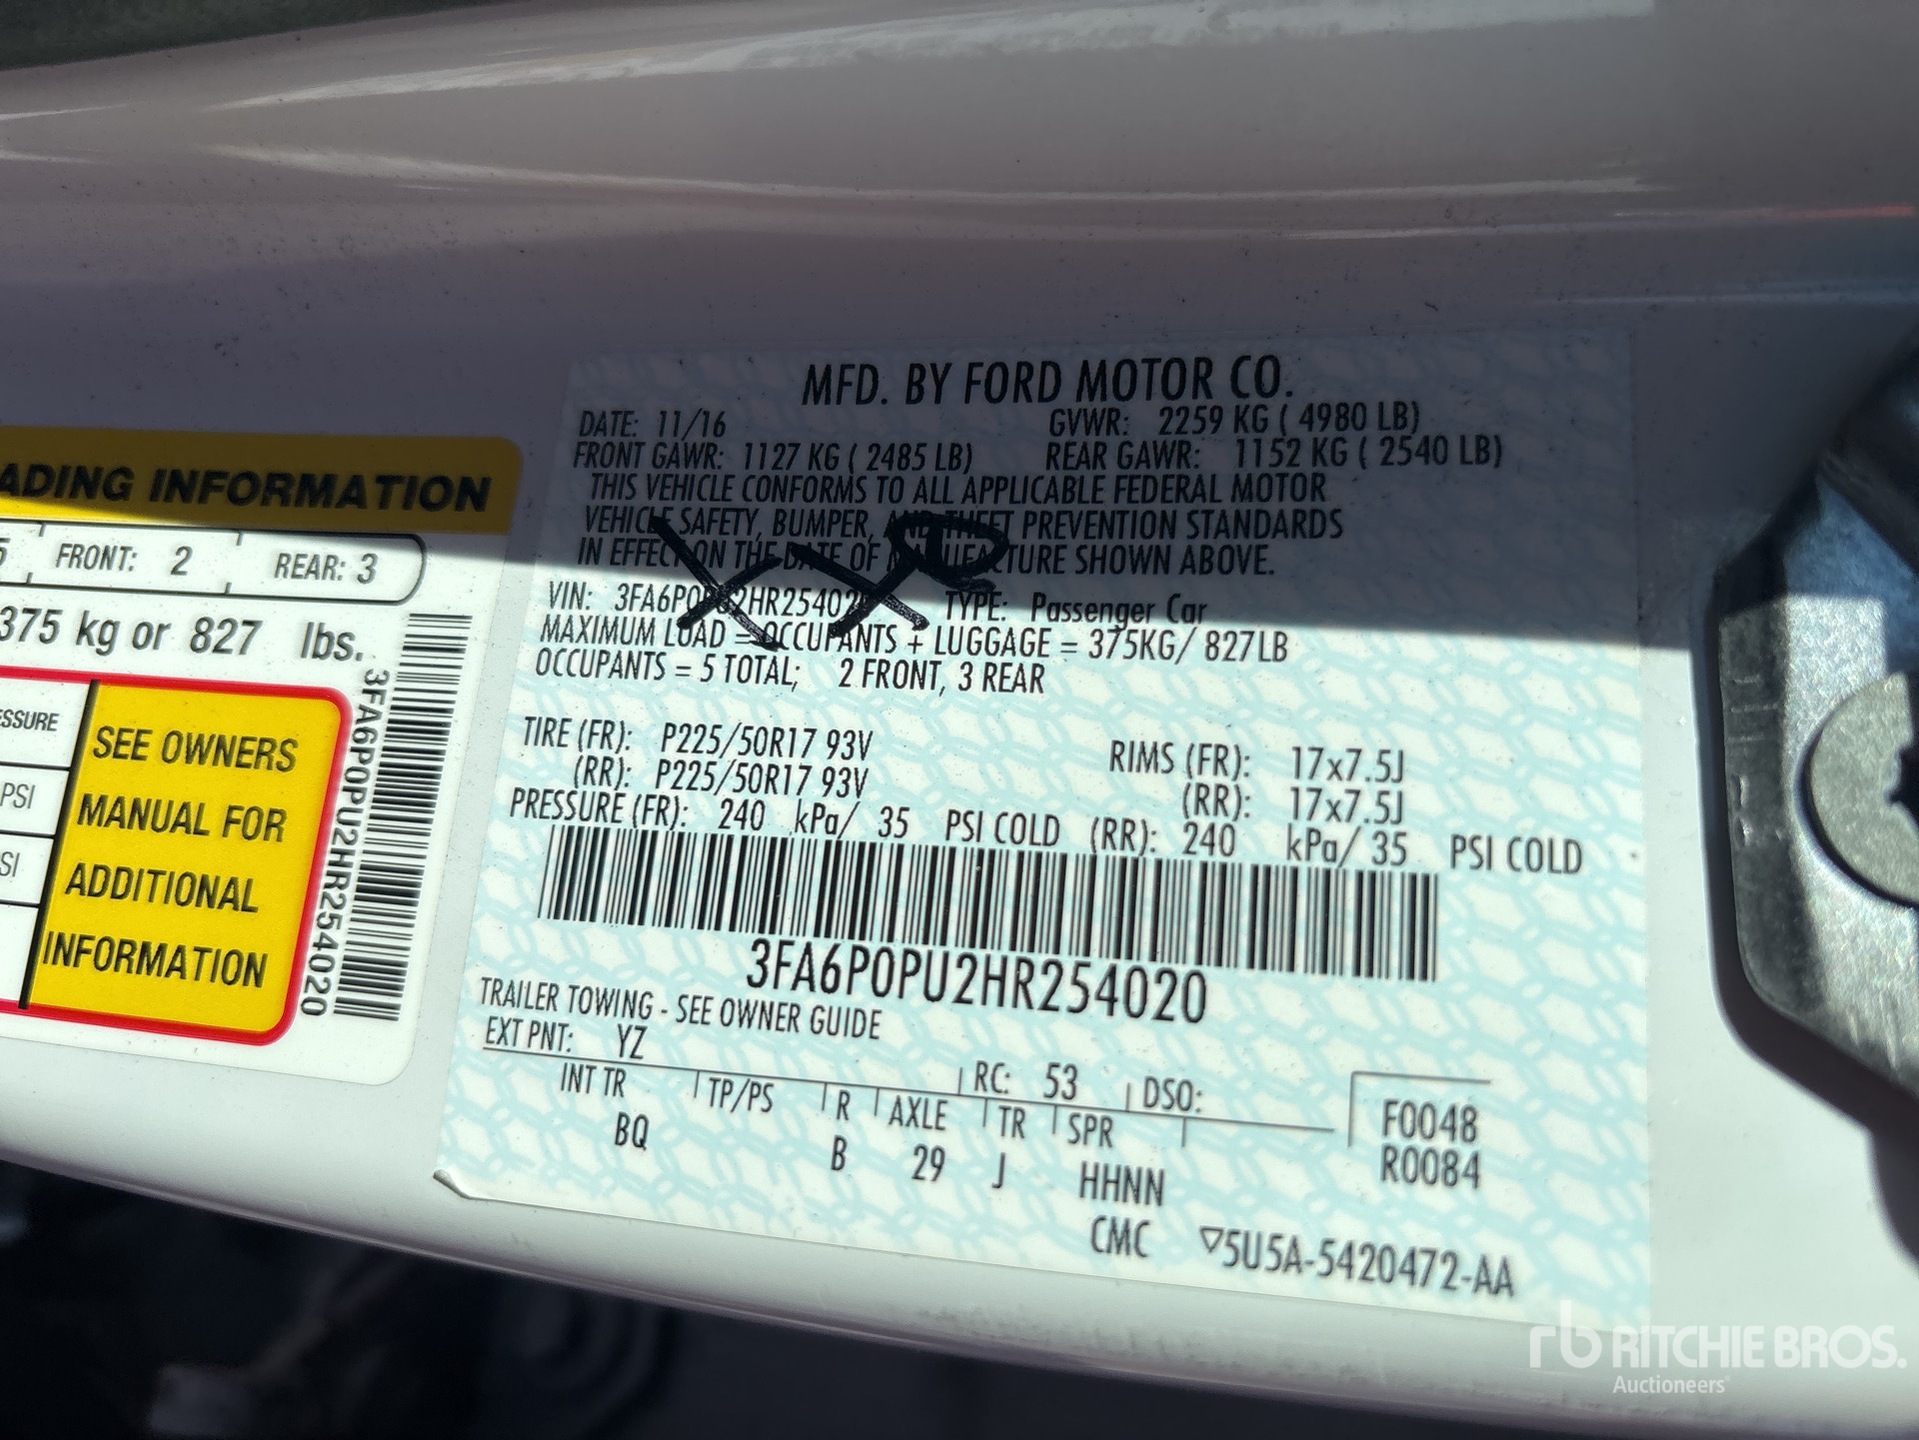 ADING INFORMATION
5 FRONT: 2 REAR: 3
375 kg or 827 lbs.
ESSURE
PSI
SI
SEE OWNERS
MANUAL FOR
ADDITIONAL
INFORMATION
3FA6P0PU2HR254020
MFD. BY FORD MOTOR CO.
DATE: 11/16 GVWR: 2259 KG ( 4980 LB)
FRONT GAWR: 1127 KG ( 2485 LB) REAR GAWR: 1152 KG ( 2540 LB)
THIS VEHICLE CONFORMS TO ALL APPLICABLE FEDERAL MOTOR
VEHICLE SAFETY, BUMPER, AND THEFT PREVENTION STANDARDS
IN EFFECT ON THE DATE OF MANUFACTURE SHOWN ABOVE.
VIN: 3FA6P0PU2HR254020 TYPE: Passenger Car
MAXIMUM LOAD = OCCUPANTS + LUGGAGE = 375KG/ 827LB
OCCUPANTS = 5 TOTAL; 2 FRONT, 3 REAR
TIRE (FR): P225/50R17 93V RIMS (FR): 17x7.5J
(RR): P225/50R17 93V (RR): 17x7.5J
PRESSURE (FR): 240 kPa/ 35 PSI COLD (RR): 240 kPa/ 35 PSI COLD
3FA6P0PU2HR254020
TRAILER TOWING - SEE OWNER GUIDE
EXT PNT: YZ RC: 53 DSO:
INT TR TP/PS R AXLE TR SPR F0048
BQ B 29 J HHNN R0084
CMC ▽5U5A-5420472-AA
rb RITCHIE BROS.
Auctioneers